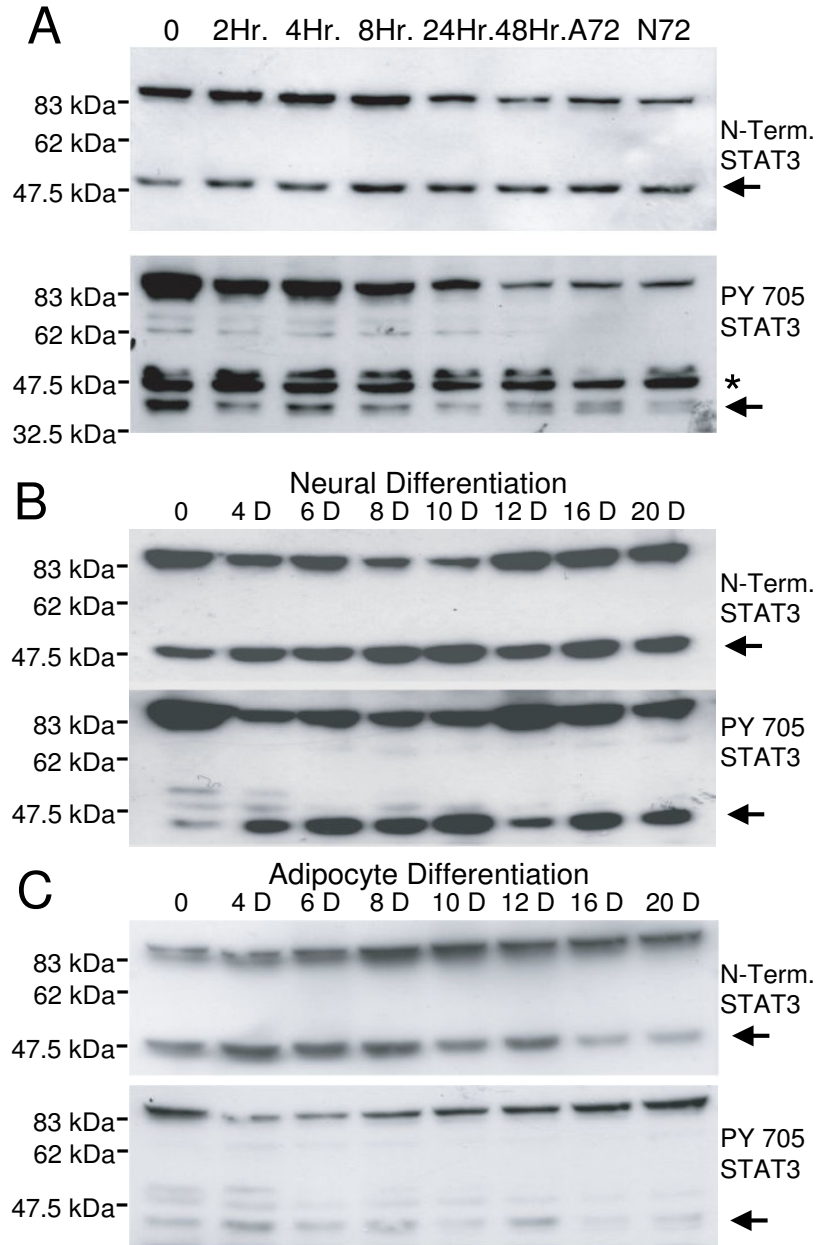 A
0 2Hr. 4Hr. 8Hr. 24Hr.48Hr.A72 N72
83 kDa
62 kDa
47.5 kDa
N-Term.
STAT3
83 kDa
62 kDa
47.5 kDa
32.5 kDa
PY 705
STAT3
*
B
Neural Differentiation
0 4 D 6 D 8 D 10 D 12 D 16 D 20 D
83 kDa
62 kDa
47.5 kDa
N-Term.
STAT3
83 kDa
62 kDa
47.5 kDa
PY 705
STAT3
C
Adipocyte Differentiation
0 4 D 6 D 8 D 10 D 12 D 16 D 20 D
83 kDa
62 kDa
47.5 kDa
N-Term.
STAT3
83 kDa
62 kDa
47.5 kDa
PY 705
STAT3